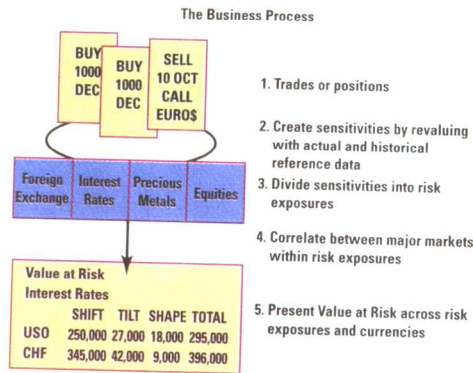 The Business Process
BUY
1000
DEC
BUY
1000
DEC
SELL
10 OCT
CALL
EURO$
1. Trades or positions
2. Create sensitivities by revaluing
with actual and historical
reference data
3. Divide sensitivities into risk
exposures
4. Correlate between major markets
within risk exposures
5. Present Value at Risk across risk
exposures and currencies
Foreign
Exchange
Interest
Rates
Precious
Metals
Equities
Value at Risk
Interest Rates
SHIFT TILT SHAPE TOTAL
USO 250,000 27,000 18,000 295,000
CHF 345,000 42,000 9,000 396,000